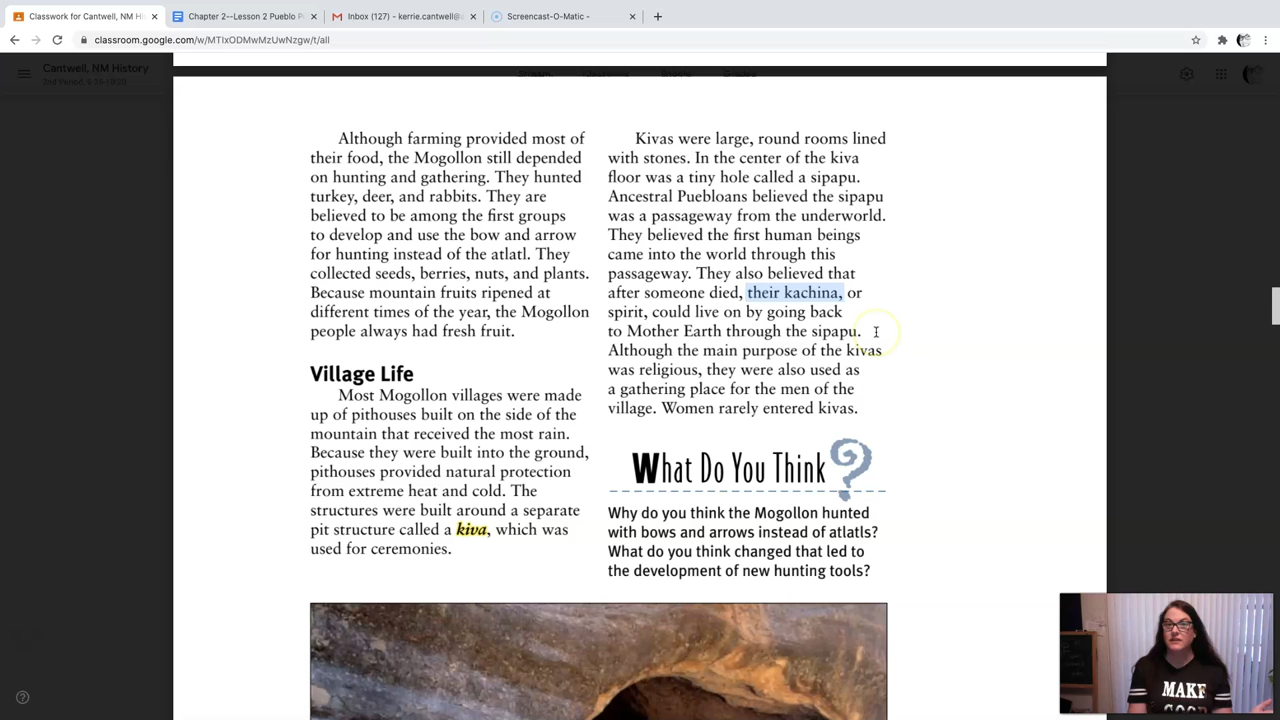 Classwork for Cantwell, NM Hi
Chapter 2--Lesson 2 Pueblo P
Inbox (127) - kerrie.cantwell@
Screencast-O-Matic -
classroom.google.com/w/MTIxODMwMzUwNzgw/t/all
Cantwell, NM History
2nd Period, 9:35-10:20
Although farming provided most of
their food, the Mogollon still depended
on hunting and gathering. They hunted
turkey, deer, and rabbits. They are
believed to be among the first groups
to develop and use the bow and arrow
for hunting instead of the atlatl. They
collected seeds, berries, nuts, and plants.
Because mountain fruits ripened at
different times of the year, the Mogollon
people always had fresh fruit.
Village Life
Most Mogollon villages were made
up of pithouses built on the side of the
mountain that received the most rain.
Because they were built into the ground,
pithouses provided natural protection
from extreme heat and cold. The
structures were built around a separate
pit structure called a kiva, which was
used for ceremonies.
Kivas were large, round rooms lined
with stones. In the center of the kiva
floor was a tiny hole called a sipapu.
Ancestral Puebloans believed the sipapu
was a passageway from the underworld.
They believed the first human beings
came into the world through this
passageway. They also believed that
after someone died, their kachina, or
spirit, could live on by going back
to Mother Earth through the sipapu.
Although the main purpose of the kivas
was religious, they were also used as
a gathering place for the men of the
village. Women rarely entered kivas.
What Do You Think?
Why do you think the Mogollon hunted
with bows and arrows instead of atlatls?
What do you think changed that led to
the development of new hunting tools?
MAKE